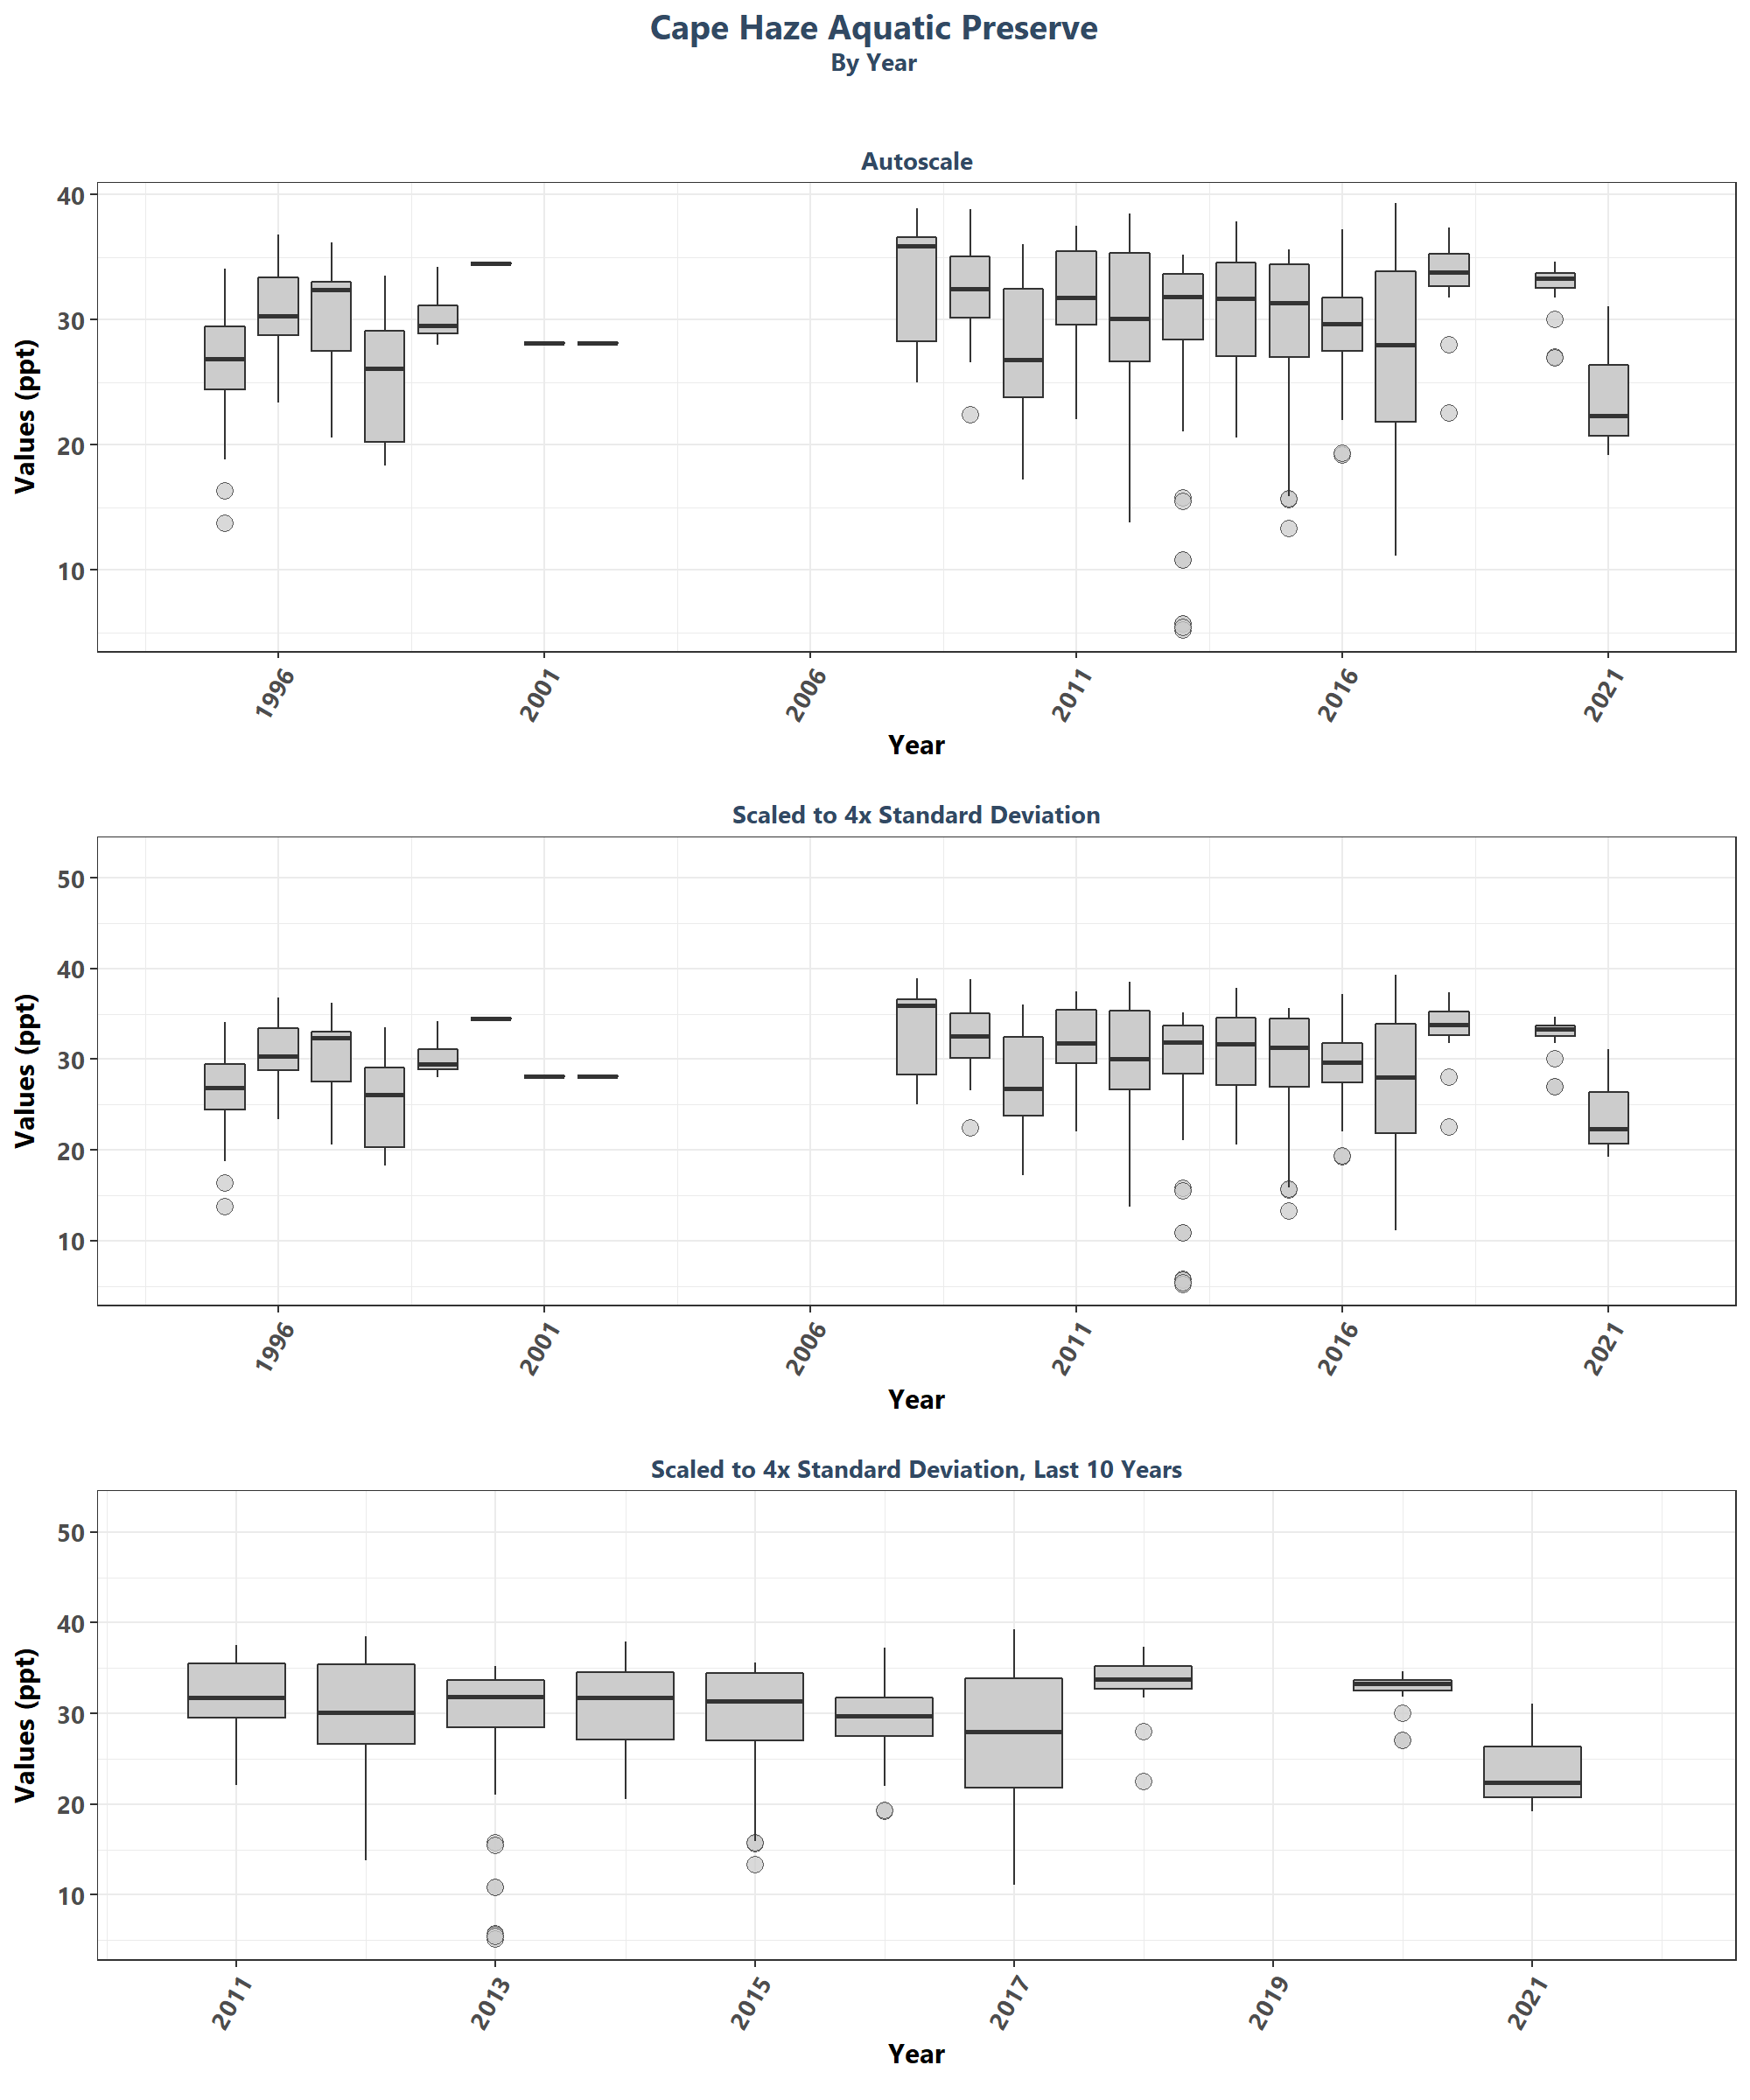 Cape Haze Aquatic Preserve
By Year
Autoscale
Values (ppt)
40
30
20
10
1996
2001
2006
2011
2016
2021
Year
Scaled to 4x Standard Deviation
Values (ppt)
50
40
30
20
10
1996
2001
2006
2011
2016
2021
Year
Scaled to 4x Standard Deviation, Last 10 Years
Values (ppt)
50
40
30
20
10
2011
2013
2015
2017
2019
2021
Year